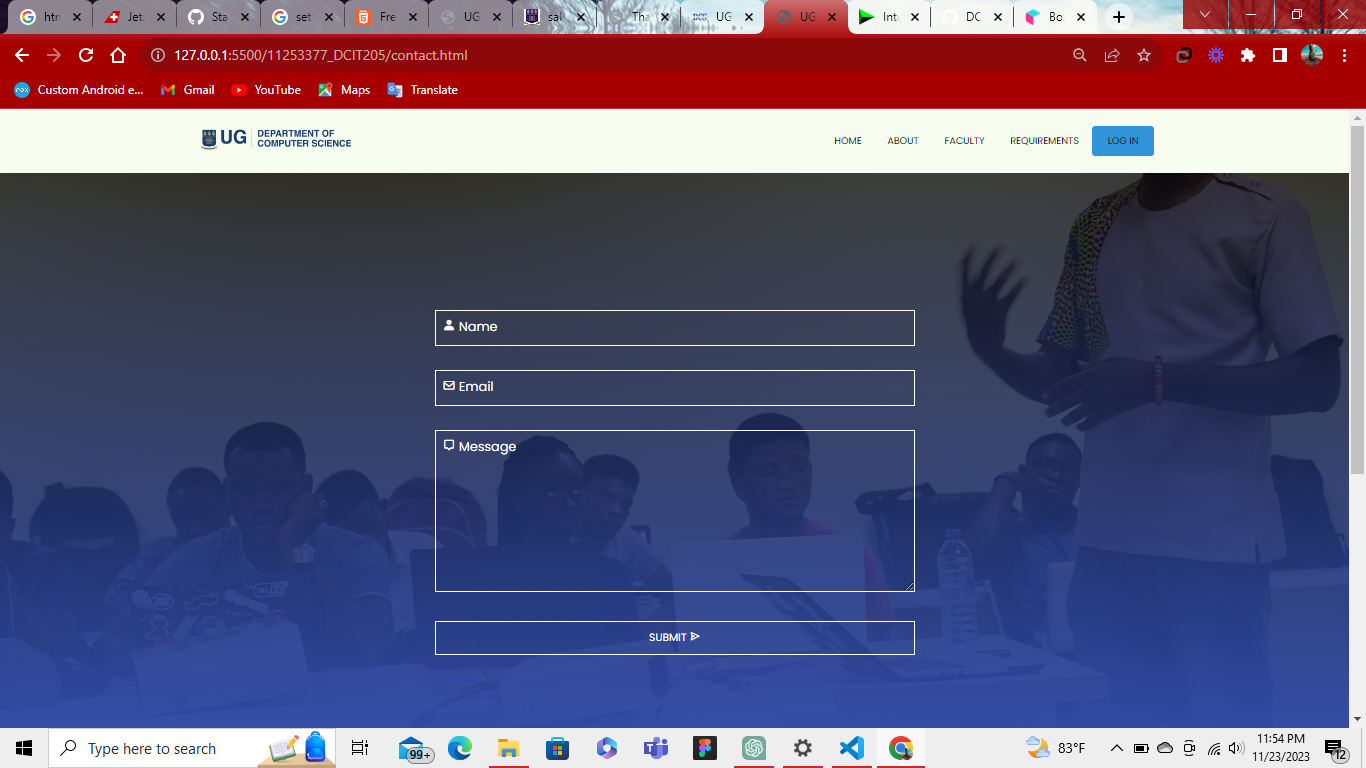 htm
Jet
Sta
set
Fre
UG
sal
Tha
UG
UG
Inte
DC
Bo
127.0.0.1:5500/11253377_DCIT205/contact.html
Custom Android e...
Gmail
YouTube
Maps
Translate
UG
DEPARTMENT OF
COMPUTER SCIENCE
HOME
ABOUT
FACULTY
REQUIREMENTS
LOG IN
Name
Email
Message
SUBMIT
Type here to search
99+
83°F
11:54 PM
11/23/2023
12